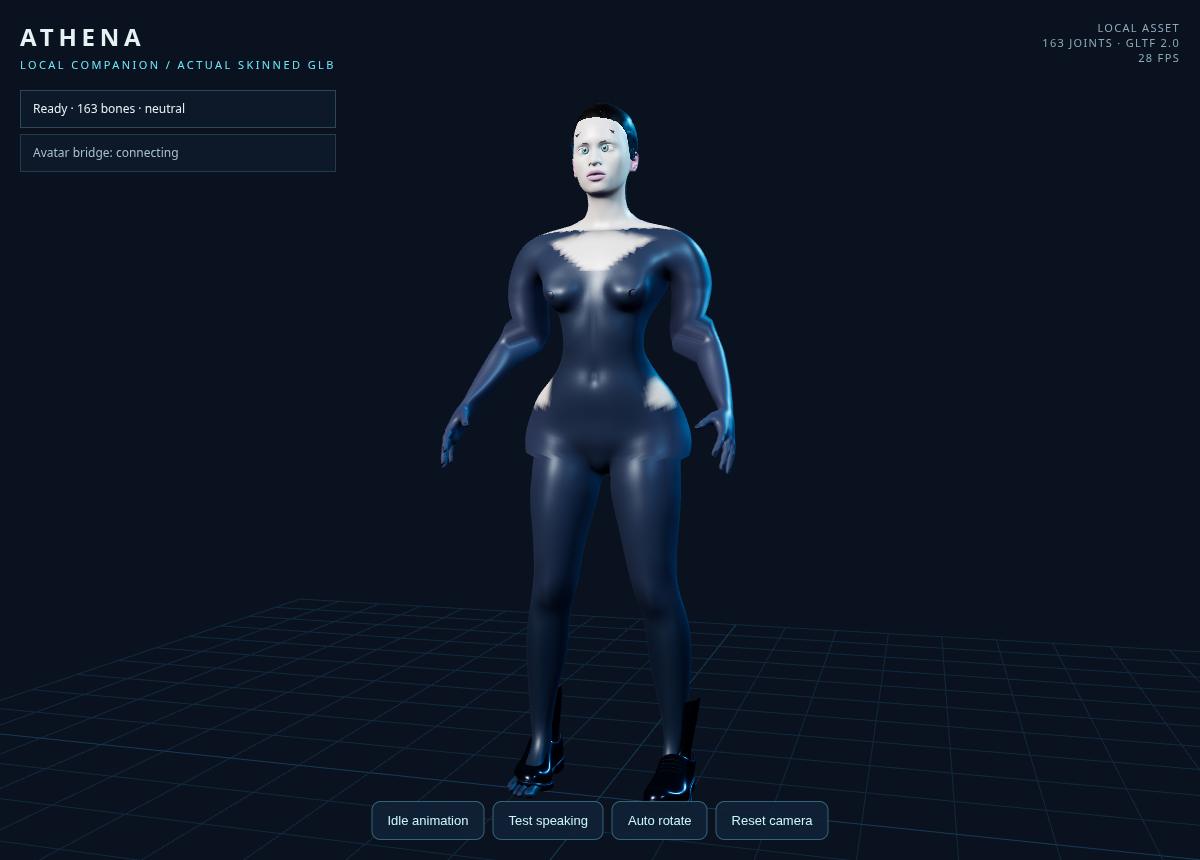 ATHENA
LOCAL COMPANION / ACTUAL SKINNED GLB
Ready · 163 bones · neutral
Avatar bridge: connecting
LOCAL ASSET
163 JOINTS · GLTF 2.0
28 FPS
Idle animation
Test speaking
Auto rotate
Reset camera